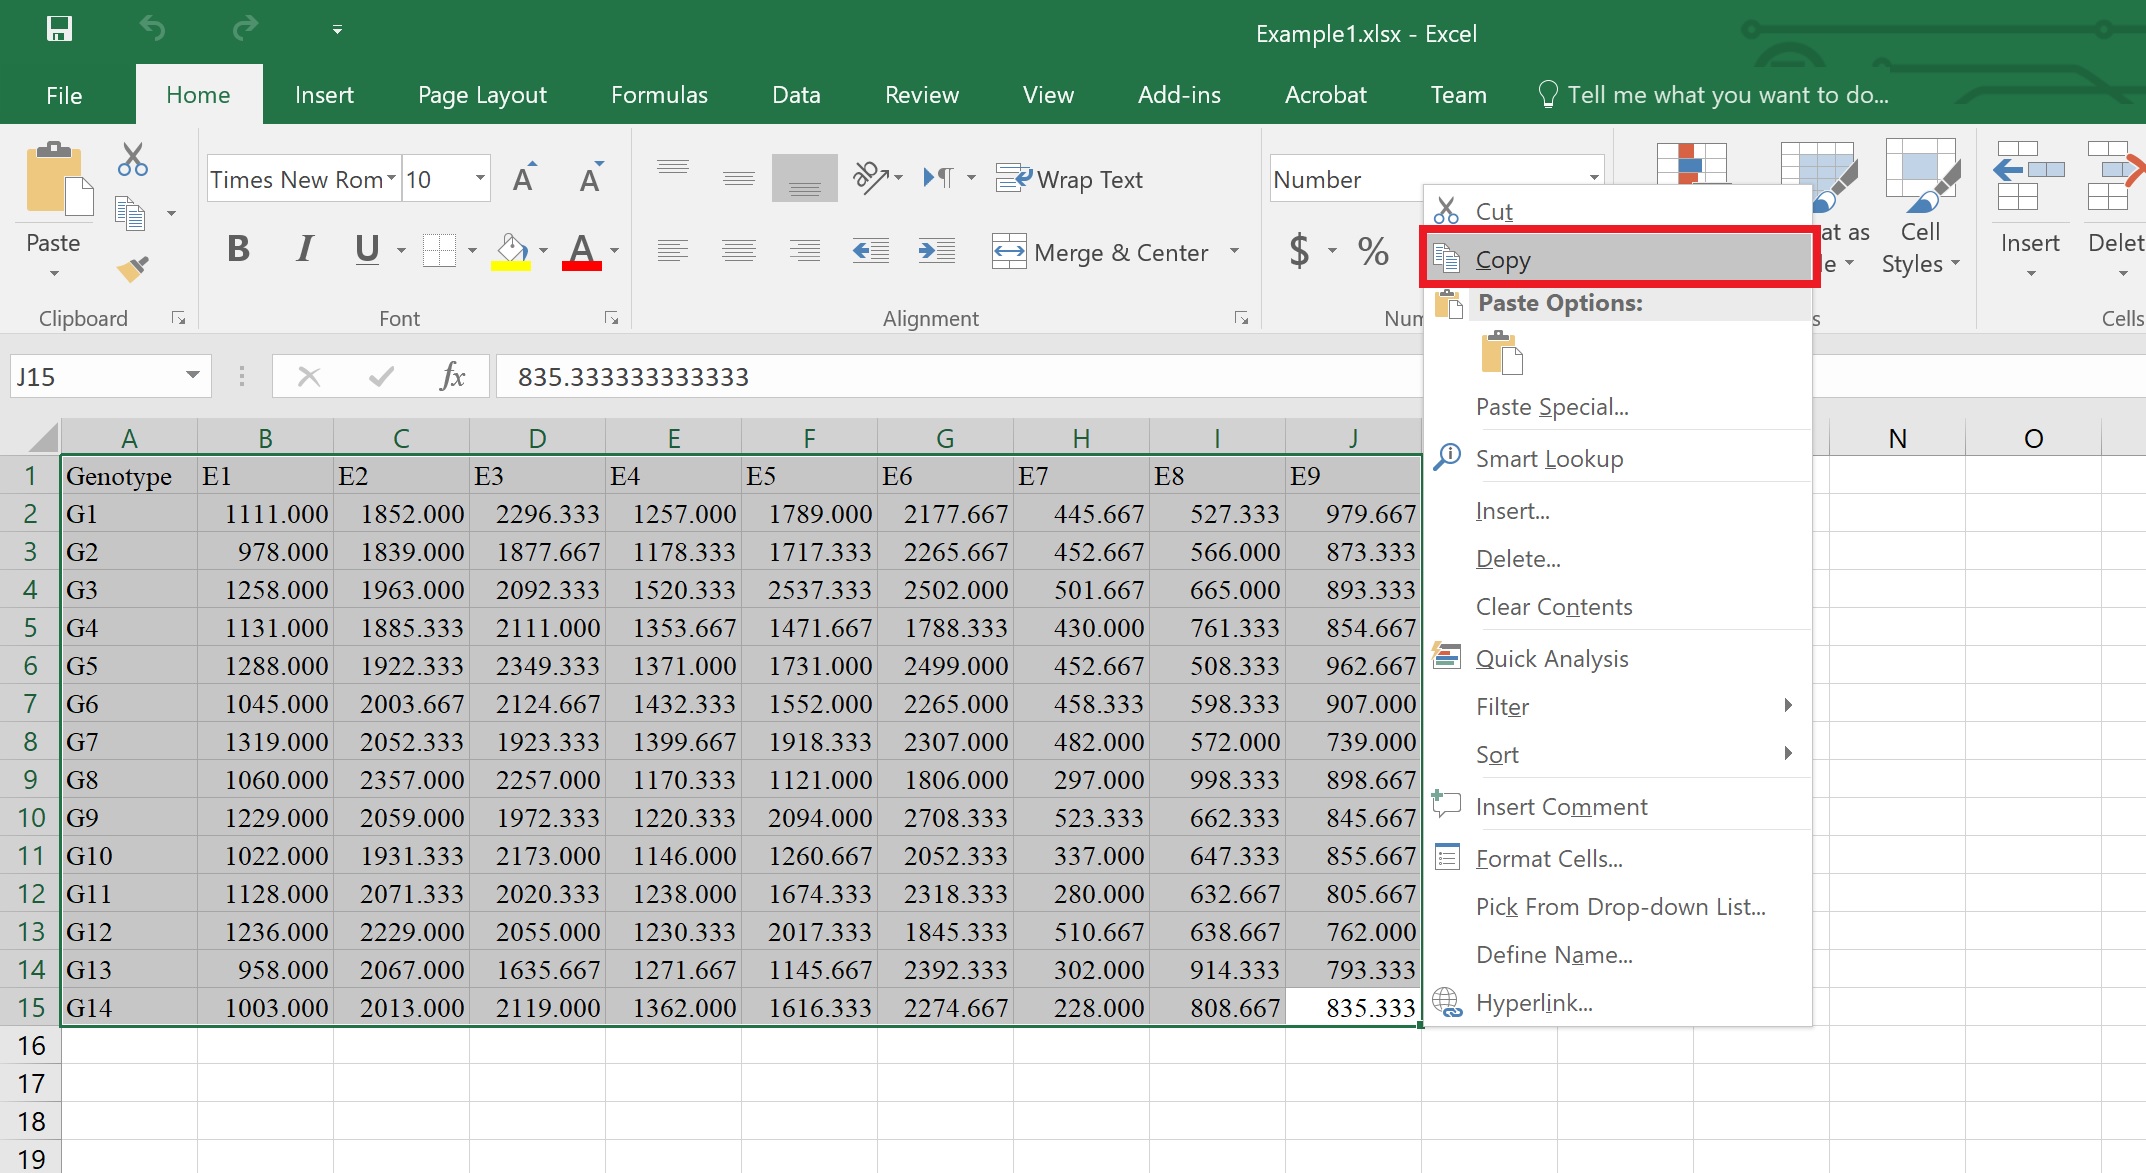 Example1.xlsx - Excel
File Home Insert Page Layout Formulas Data Review View Add-ins Acrobat Team Tell me what you want to do...
Times New Rom 10 A A Wrap Text Number
Paste B I U A Merge & Center $ % at as Cell Insert Delet
le Styles
Clipboard Font Alignment Num s Cells
J15 fx 835.333333333333
A B C D E F G H I J N O
1 Genotype E1 E2 E3 E4 E5 E6 E7 E8 E9
2 G1 1111.000 1852.000 2296.333 1257.000 1789.000 2177.667 445.667 527.333 979.667
3 G2 978.000 1839.000 1877.667 1178.333 1717.333 2265.667 452.667 566.000 873.333
4 G3 1258.000 1963.000 2092.333 1520.333 2537.333 2502.000 501.667 665.000 893.333
5 G4 1131.000 1885.333 2111.000 1353.667 1471.667 1788.333 430.000 761.333 854.667
6 G5 1288.000 1922.333 2349.333 1371.000 1731.000 2499.000 452.667 508.333 962.667
7 G6 1045.000 2003.667 2124.667 1432.333 1552.000 2265.000 458.333 598.333 907.000
8 G7 1319.000 2052.333 1923.333 1399.667 1918.333 2307.000 482.000 572.000 739.000
9 G8 1060.000 2357.000 2257.000 1170.333 1121.000 1806.000 297.000 998.333 898.667
10 G9 1229.000 2059.000 1972.333 1220.333 2094.000 2708.333 523.333 662.333 845.667
11 G10 1022.000 1931.333 2173.000 1146.000 1260.667 2052.333 337.000 647.333 855.667
12 G11 1128.000 2071.333 2020.333 1238.000 1674.333 2318.333 280.000 632.667 805.667
13 G12 1236.000 2229.000 2055.000 1230.333 2017.333 1845.333 510.667 638.667 762.000
14 G13 958.000 2067.000 1635.667 1271.667 1145.667 2392.333 302.000 914.333 793.333
15 G14 1003.000 2013.000 2119.000 1362.000 1616.333 2274.667 228.000 808.667 835.333
16
17
18
19
Cut
Copy
Paste Options:
Paste Special...
Smart Lookup
Insert...
Delete...
Clear Contents
Quick Analysis
Filter
Sort
Insert Comment
Format Cells...
Pick From Drop-down List...
Define Name...
Hyperlink...